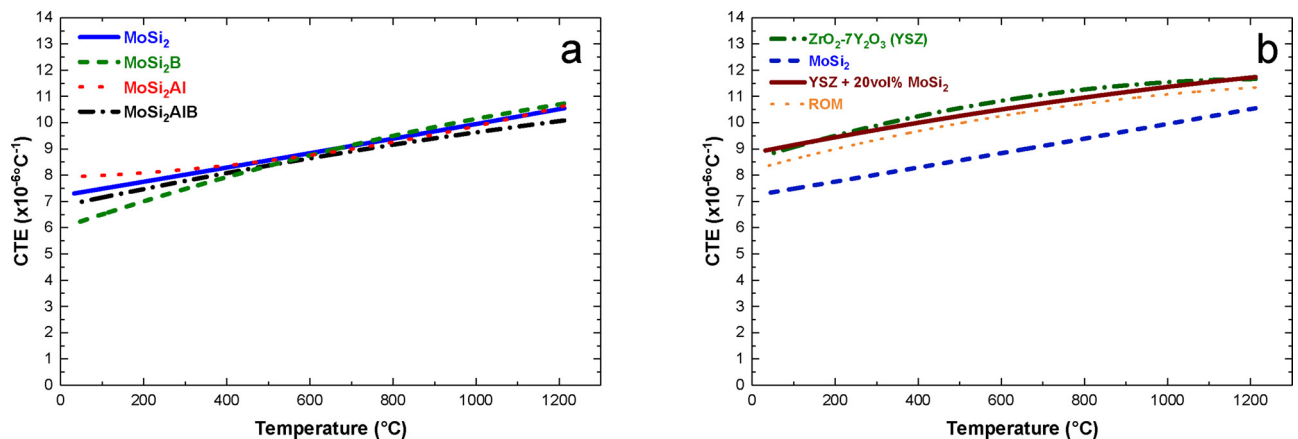 a
MoSi2
MoSi2B
MoSi2Al
MoSi2AlB
CTE (x10-6o C-1)
14
13
12
11
10
9
8
7
6
5
4
3
2
1
0
0 200 400 600 800 1000 1200
Temperature (°C)
b
ZrO2-7Y2O3 (YSZ)
MoSi2
YSZ + 20vol% MoSi2
ROM
CTE (x10-6o C-1)
14
13
12
11
10
9
8
7
6
5
4
3
2
1
0
0 200 400 600 800 1000 1200
Temperature (°C)